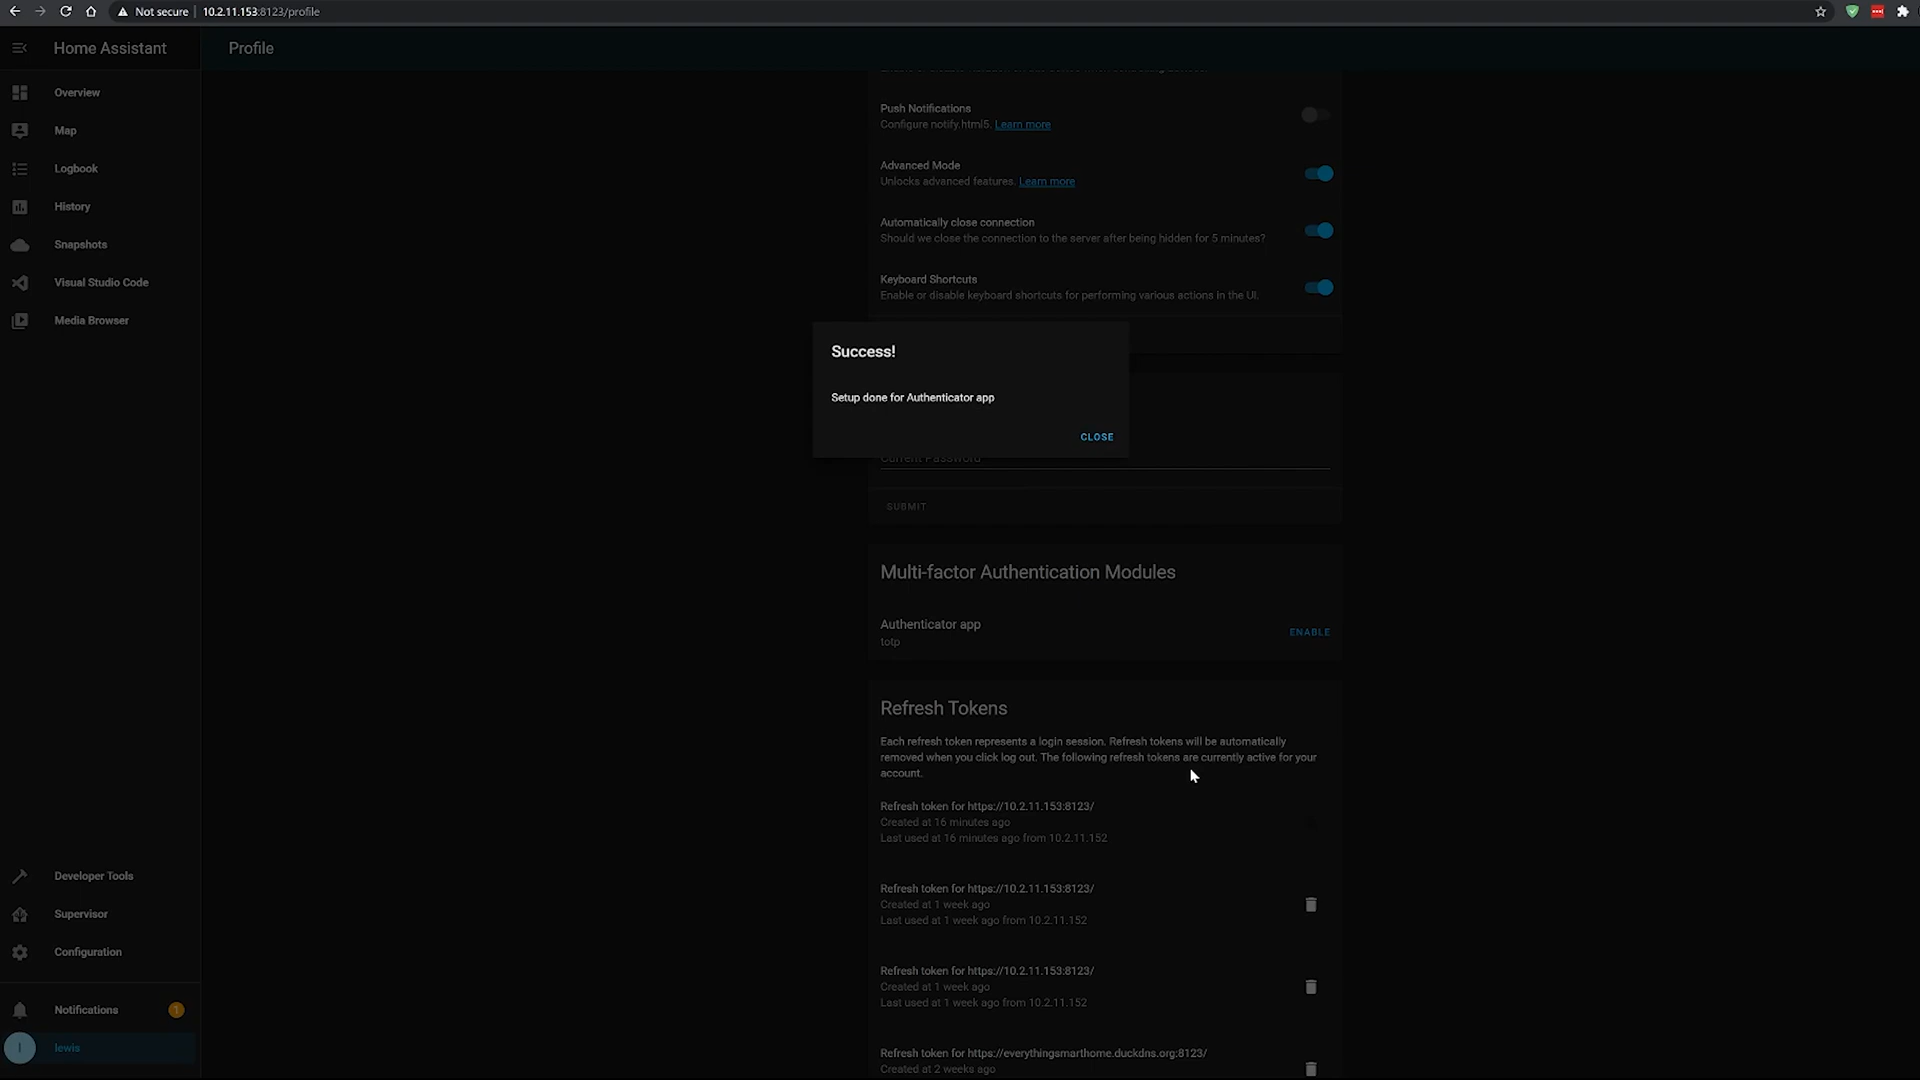 Not secure
10.2.11.153:8123/profile
Home Assistant
Profile
Overview
Map
Logbook
History
Snapshots
Visual Studio Code
Media Browser
Developer Tools
Supervisor
Configuration
Notifications
1
l
lewis
Push Notifications
Configure notify.html5. Learn more
Advanced Mode
Unlocks advanced features. Learn more
Automatically close connection
Should we close the connection to the server after being hidden for 5 minutes?
Keyboard Shortcuts
Enable or disable keyboard shortcuts for performing various actions in the UI.
Success!
Setup done for Authenticator app
CLOSE
Current Password
SUBMIT
Multi-factor Authentication Modules
Authenticator app
totp
ENABLE
Refresh Tokens
Each refresh token represents a login session. Refresh tokens will be automatically
removed when you click log out. The following refresh tokens are currently active for your
account.
Refresh token for https://10.2.11.153:8123/
Created at 16 minutes ago
Last used at 16 minutes ago from 10.2.11.152
Refresh token for https://10.2.11.153:8123/
Created at 1 week ago
Last used at 1 week ago from 10.2.11.152
Refresh token for https://10.2.11.153:8123/
Created at 1 week ago
Last used at 1 week ago from 10.2.11.152
Refresh token for https://everythingsmarthome.duckdns.org:8123/
Created at 2 weeks ago